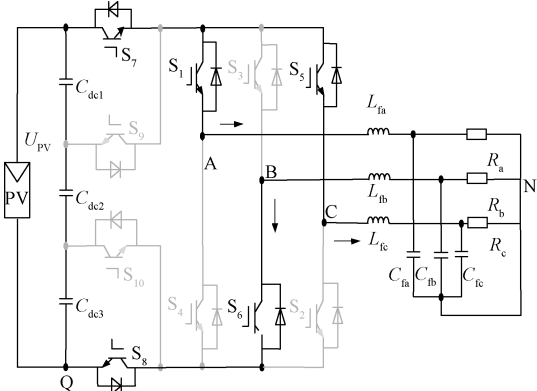 S7
S1
S3
S5
Cdc1
Lfa
S9
UPV
A
B
Ra
N
PV
Cdc2
Lfb
Rb
C
Lfc
Rc
S10
Cfa
Cfb
Cfc
Cdc3
S4
S6
S2
S8
Q